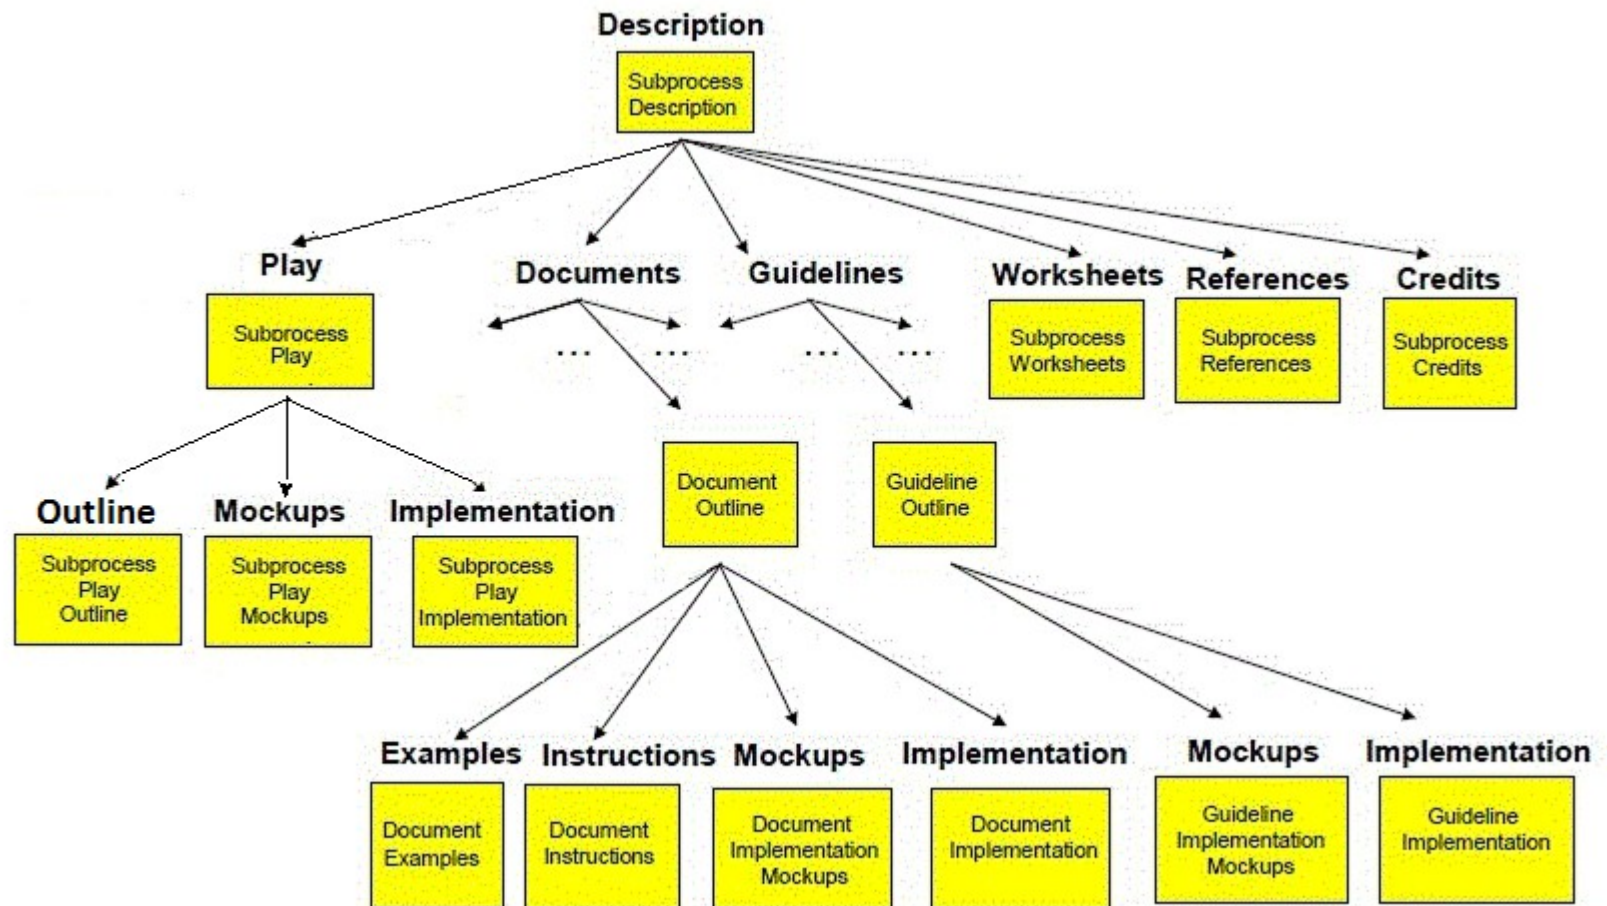 Description
Subprocess
Description
Play
Documents
Guidelines
Worksheets
References
Credits
Subprocess
Play
...
...
...
...
Subprocess
Worksheets
Subprocess
References
Subprocess
Credits
Document
Outline
Guideline
Outline
Outline
Mockups
Implementation
Subprocess
Play
Outline
Subprocess
Play
Mockups
Subprocess
Play
Implementation
Examples
Instructions
Mockups
Implementation
Mockups
Implementation
Document
Examples
Document
Instructions
Document
Implementation
Mockups
Document
Implementation
Guideline
Implementation
Mockups
Guideline
Implementation